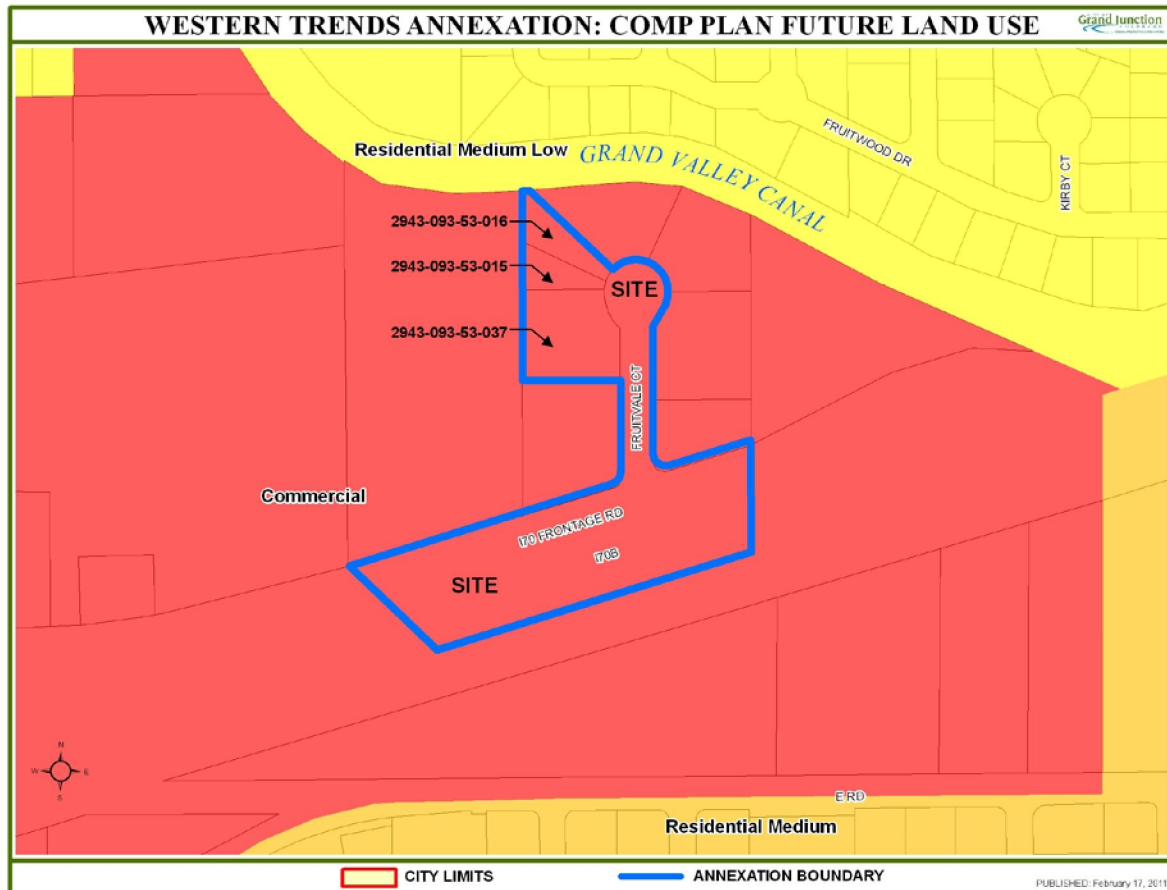 WESTERN TRENDS ANNEXATION: COMP PLAN FUTURE LAND USE
Grand Junction
FRUITWOOD DR
KIRBY CT
Residential Medium Low
GRAND VALLEY CANAL
2943-093-53-016
2943-093-53-015
SITE
2943-093-53-037
FRUITVALE CT
Commercial
I70 FRONTAGE RD
I70B
SITE
N
W
E
S
E RD
Residential Medium
CITY LIMITS
ANNEXATION BOUNDARY
PUBLISHED: February 17, 2011